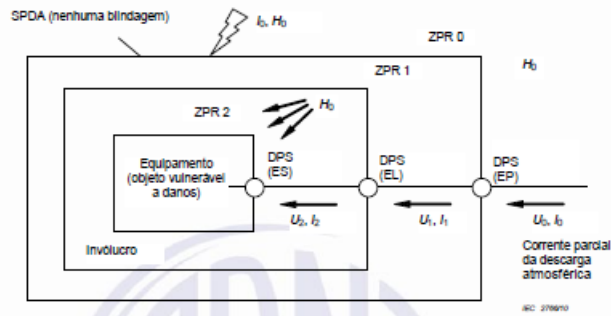 SPDA (nenhuma blindagem)
I₀, H₀
ZPR 0
ZPR 1
H₀
ZPR 2
H₀
Equipamento
(objeto vulnerável
a danos)
DPS
(ES)
DPS
(EL)
DPS
(EP)
U₂, I₂
U₁, I₁
U₀, I₀
Invólucro
Corrente parcial
da descarga
atmosférica
IEC 2766/10